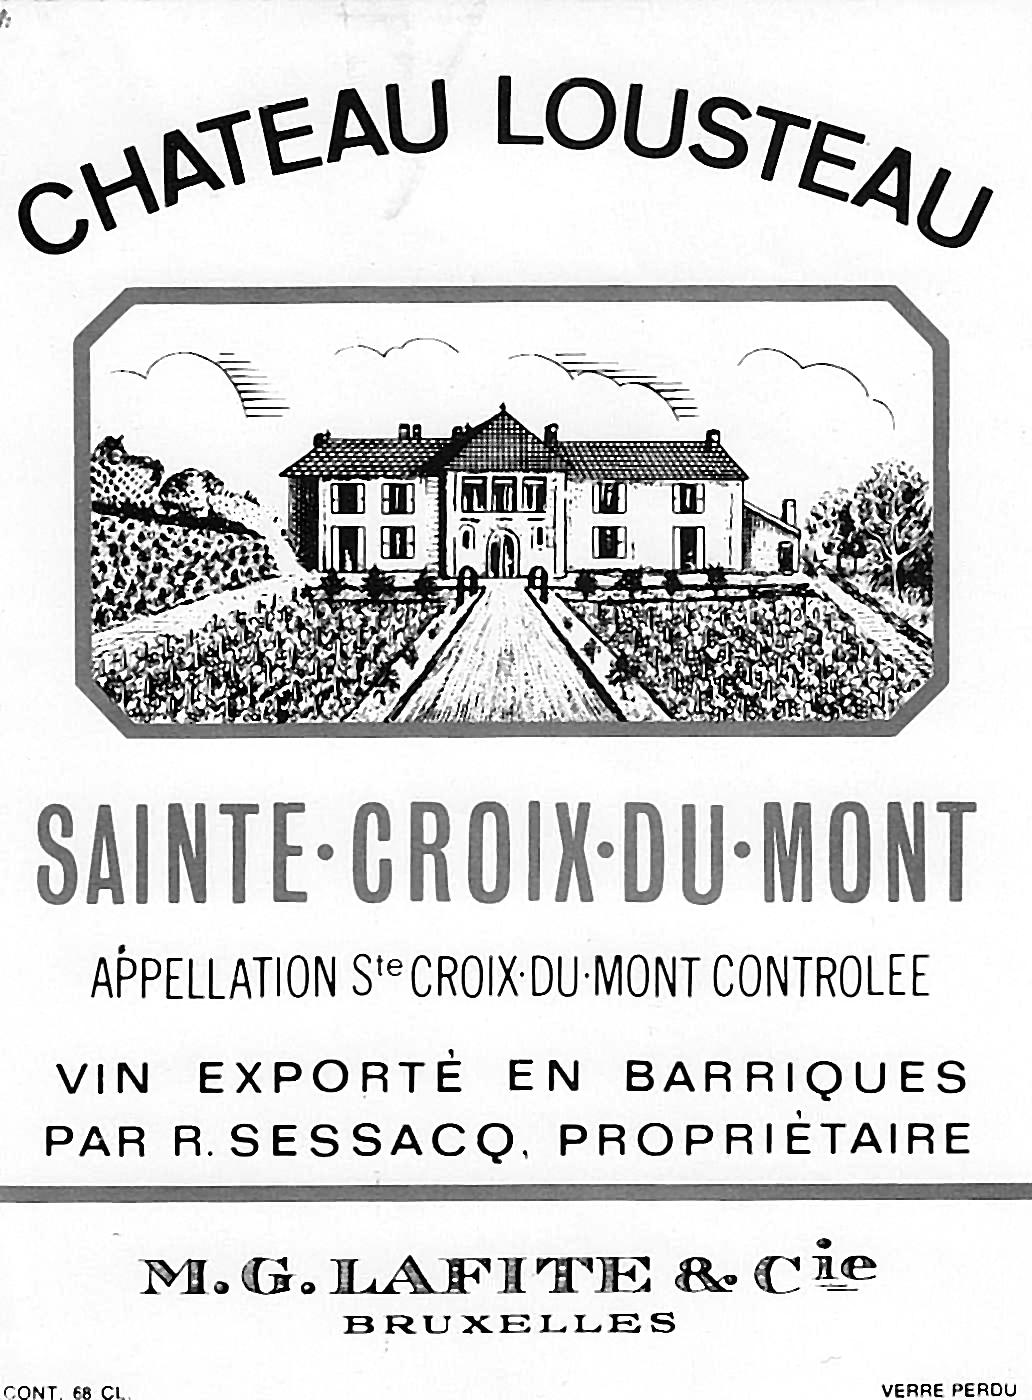 CHATEAU LOUSTEAU
SAINTE·CROIX·DU·MONT
APPELLATION Ste CROIX·DU·MONT CONTROLEE
VIN EXPORTÉ EN BARRIQUES
PAR R. SESSACQ, PROPRIÉTAIRE
M. G. LAFITE & Cie
BRUXELLES
CONT. 68 CL.
VERRE PERDU